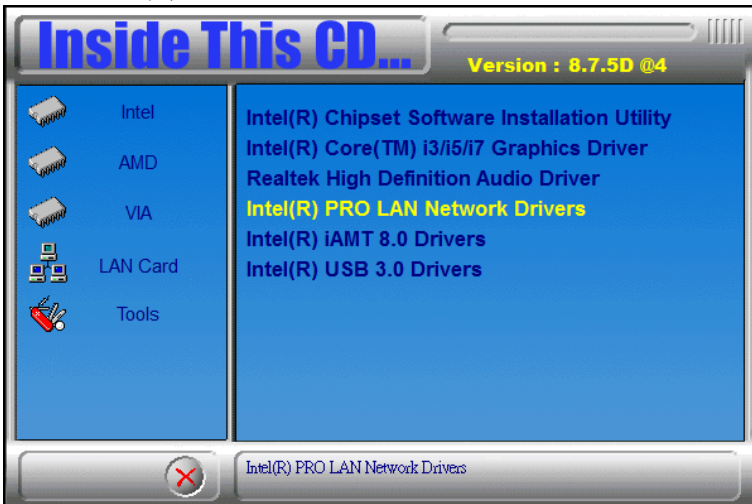 Inside This CD...
Version : 8.7.5D @4
Intel
AMD
VIA
LAN Card
Tools
Intel(R) Chipset Software Installation Utility
Intel(R) Core(TM) i3/i5/i7 Graphics Driver
Realtek High Definition Audio Driver
Intel(R) PRO LAN Network Drivers
Intel(R) iAMT 8.0 Drivers
Intel(R) USB 3.0 Drivers
Intel(R) PRO LAN Network Drivers